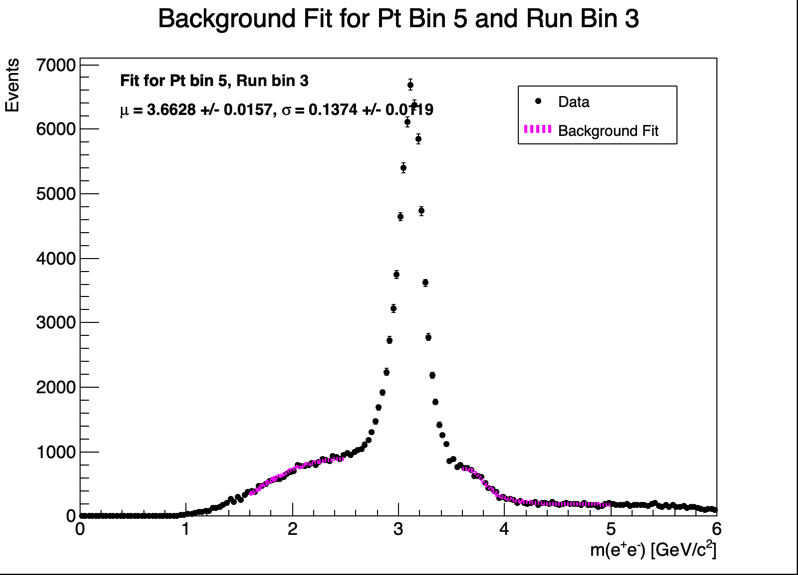 Background Fit for Pt Bin 5 and Run Bin 3
Events
7000
6000
5000
4000
3000
2000
1000
0
Fit for Pt bin 5, Run bin 3
μ = 3.6628 +/- 0.0157, σ = 0.1374 +/- 0.0119
Data
Background Fit
0 1 2 3 4 5 6
m(e⁺e⁻) [GeV/c²]